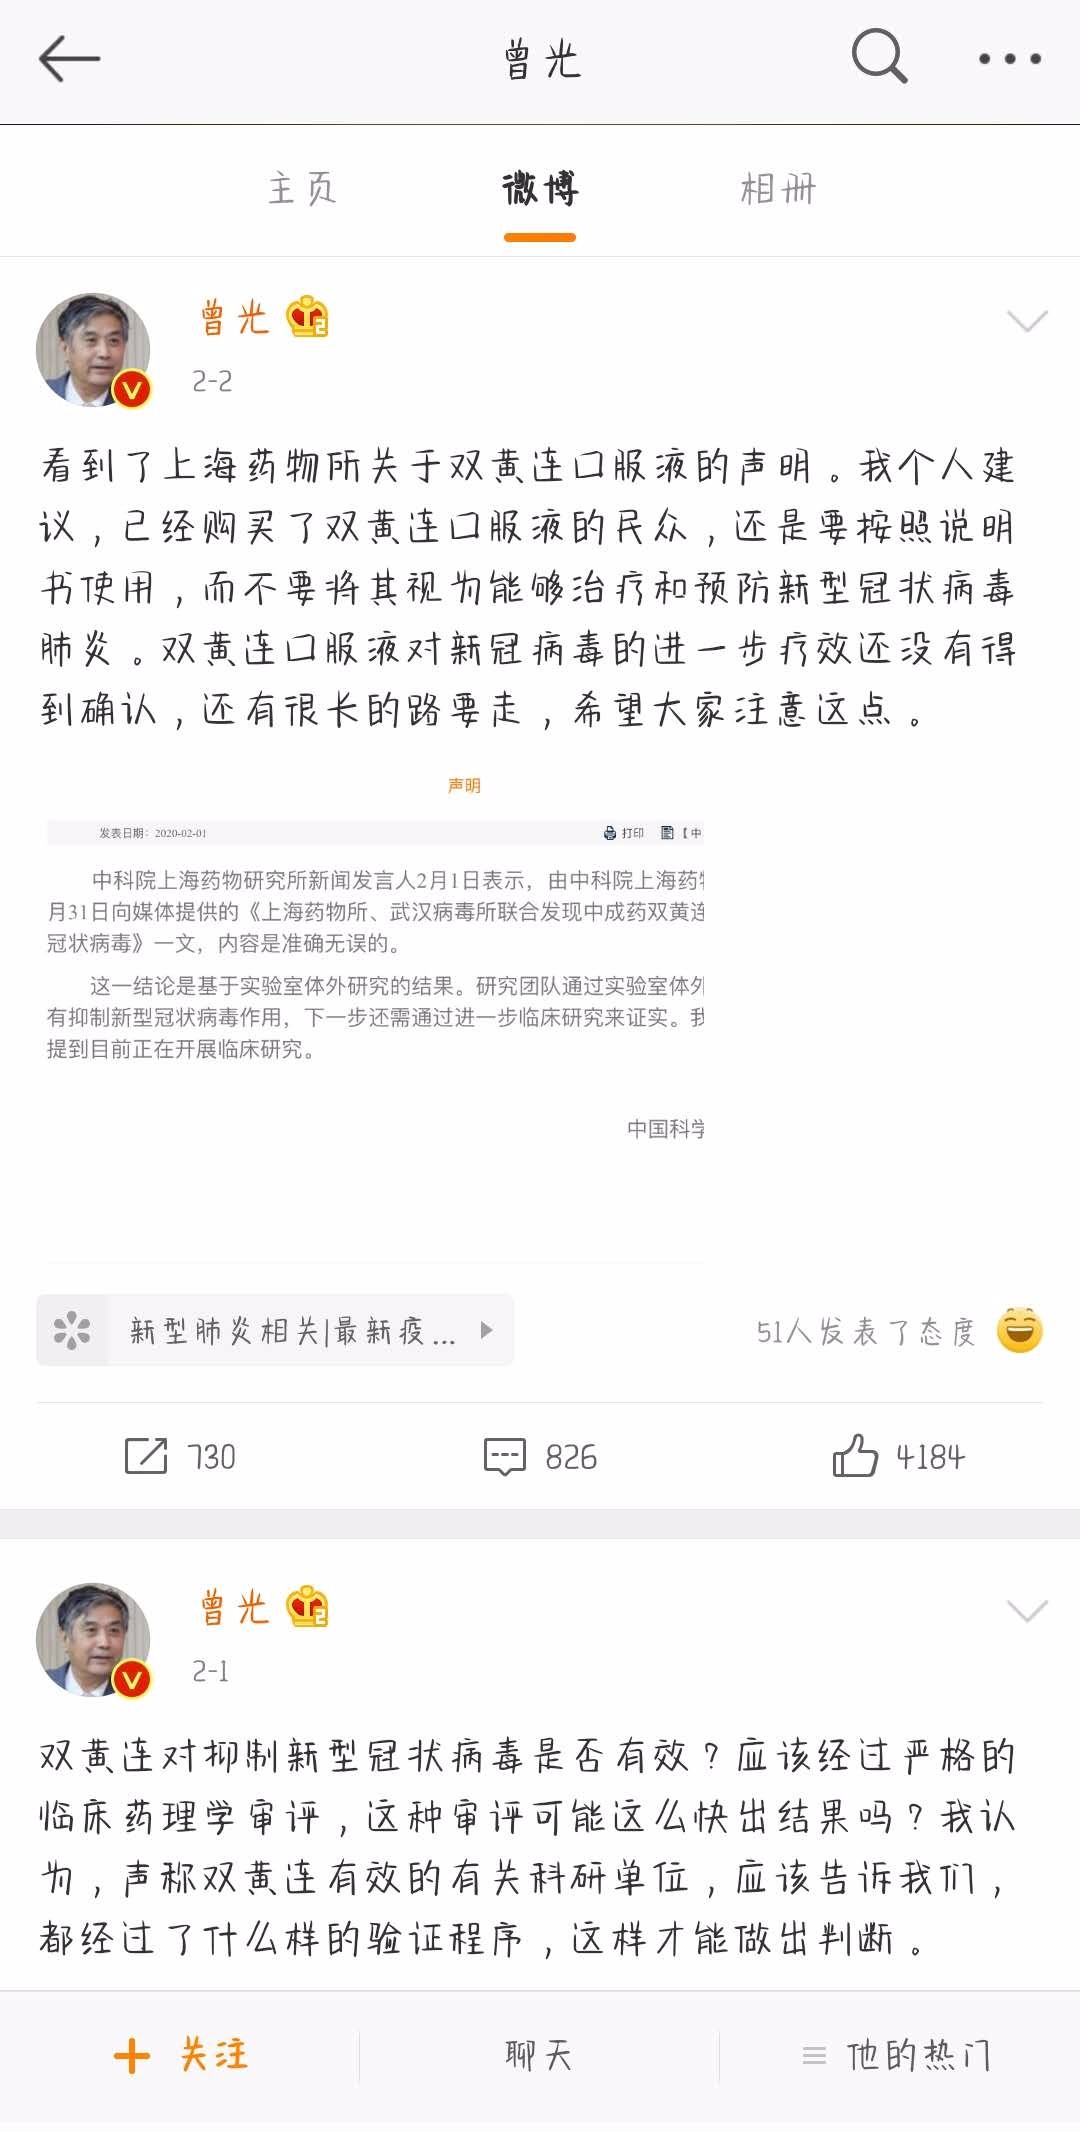 曾光
主页
微博
相册
曾光
2-2
看到了上海药物所关于双黄连口服液的声明。我个人建
议，已经购买了双黄连口服液的民众，还是要按照说明
书使用，而不要将其视为能够治疗和预防新型冠状病毒
肺炎。双黄连口服液对新冠病毒的进一步疗效还没有得
到确认，还有很长的路要走，希望大家注意这点。
声明
发表日期：2020-02-01 打印 【中
中科院上海药物研究所新闻发言人2月1日表示，由中科院上海药
月31日向媒体提供的《上海药物所、武汉病毒所联合发现中成药双黄连
冠状病毒》一文，内容是准确无误的。
这一结论是基于实验室体外研究的结果。研究团队通过实验室体外
有抑制新型冠状病毒作用，下一步还需通过进一步临床研究来证实。我
提到目前正在开展临床研究。
中国科学
新型肺炎相关|最新疫...
51人发表了态度
730
826
4184
曾光
2-1
双黄连对抑制新型冠状病毒是否有效？应该经过严格的
临床药理学审评，这种审评可能这么快出结果吗？我认
为，声称双黄连有效的有关科研单位，应该告诉我们，
都经过了什么样的验证程序，这样才能做出判断。
关注
聊天
他的热门